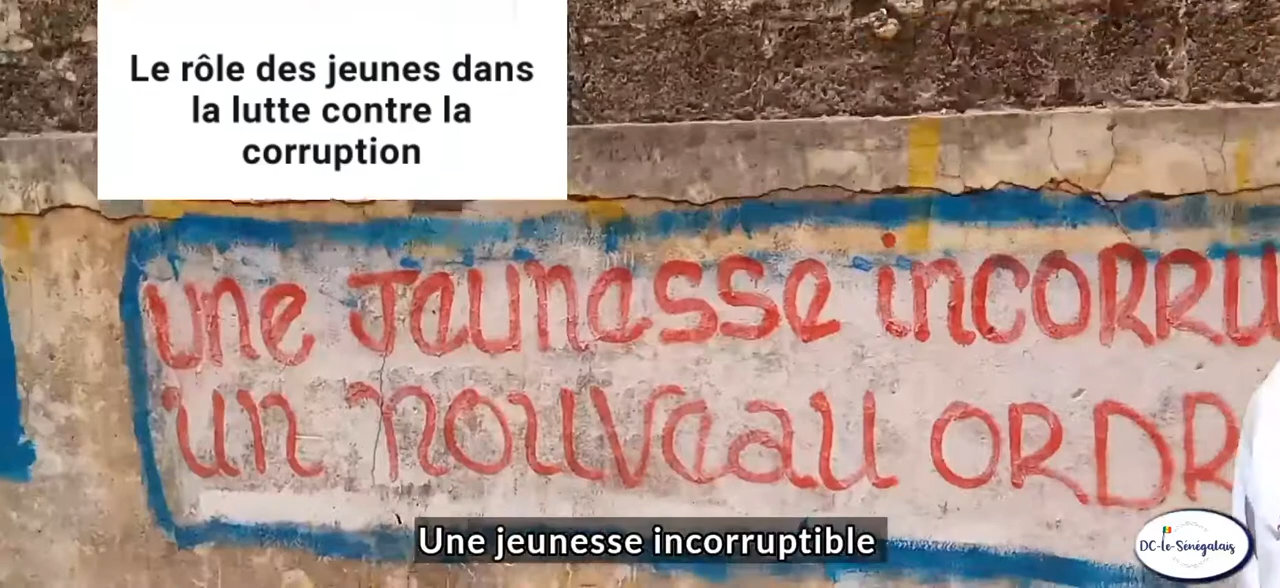 Le rôle des jeunes dans
la lutte contre la
corruption
une Jeunesse incORRU
un nouveau ORDR
Une jeunesse incorruptible
DC-le-Sénégalais